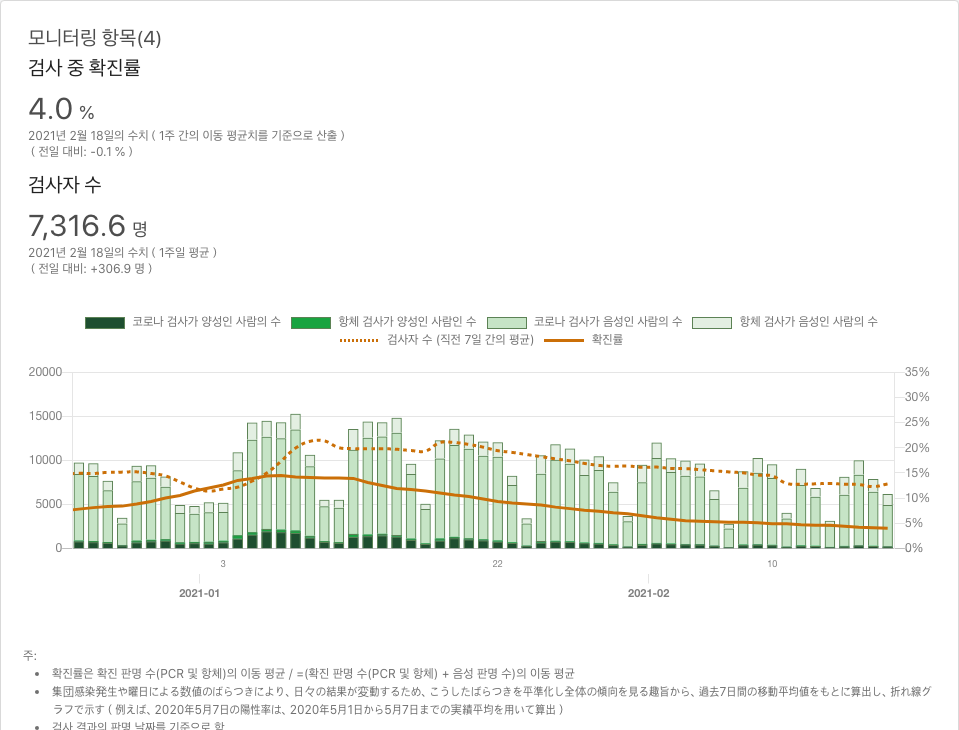 모니터링 항목(4)
검사 중 확진률
4.0 %
2021년 2월 18일의 수치 ( 1주 간의 이동 평균치를 기준으로 산출 )
( 전일 대비: -0.1 % )
검사자 수
7,316.6 명
2021년 2월 18일의 수치 ( 1주일 평균 )
( 전일 대비: +306.9 명 )
코로나 검사가 양성인 사람의 수 항체 검사가 양성인 사람인 수 코로나 검사가 음성인 사람의 수 항체 검사가 음성인 사람의 수
검사자 수 (직전 7일 간의 평균) 확진률
20000 35%
30%
15000 25%
20%
10000 15%
5000 10%
5%
0 0%
3 22 10
2021-01 2021-02
주:
• 확진률은 확진 판명 수(PCR 및 항체)의 이동 평균 / =(확진 판명 수(PCR 및 항체) + 음성 판명 수)의 이동 평균
• 集団感染発生や曜日による数値のばらつきにより、日々の結果が変動するため、こうしたばらつきを平準化し全体の傾向を見る趣旨から、過去7日間の移動平均値をもとに算出し、折れ線グ
ラフで示す ( 例えば、2020年5月7日の陽性率は、2020年5月1日から5月7日までの実績平均を用いて算出 )
• 검사 결과의 판명 날짜를 기준으로 함